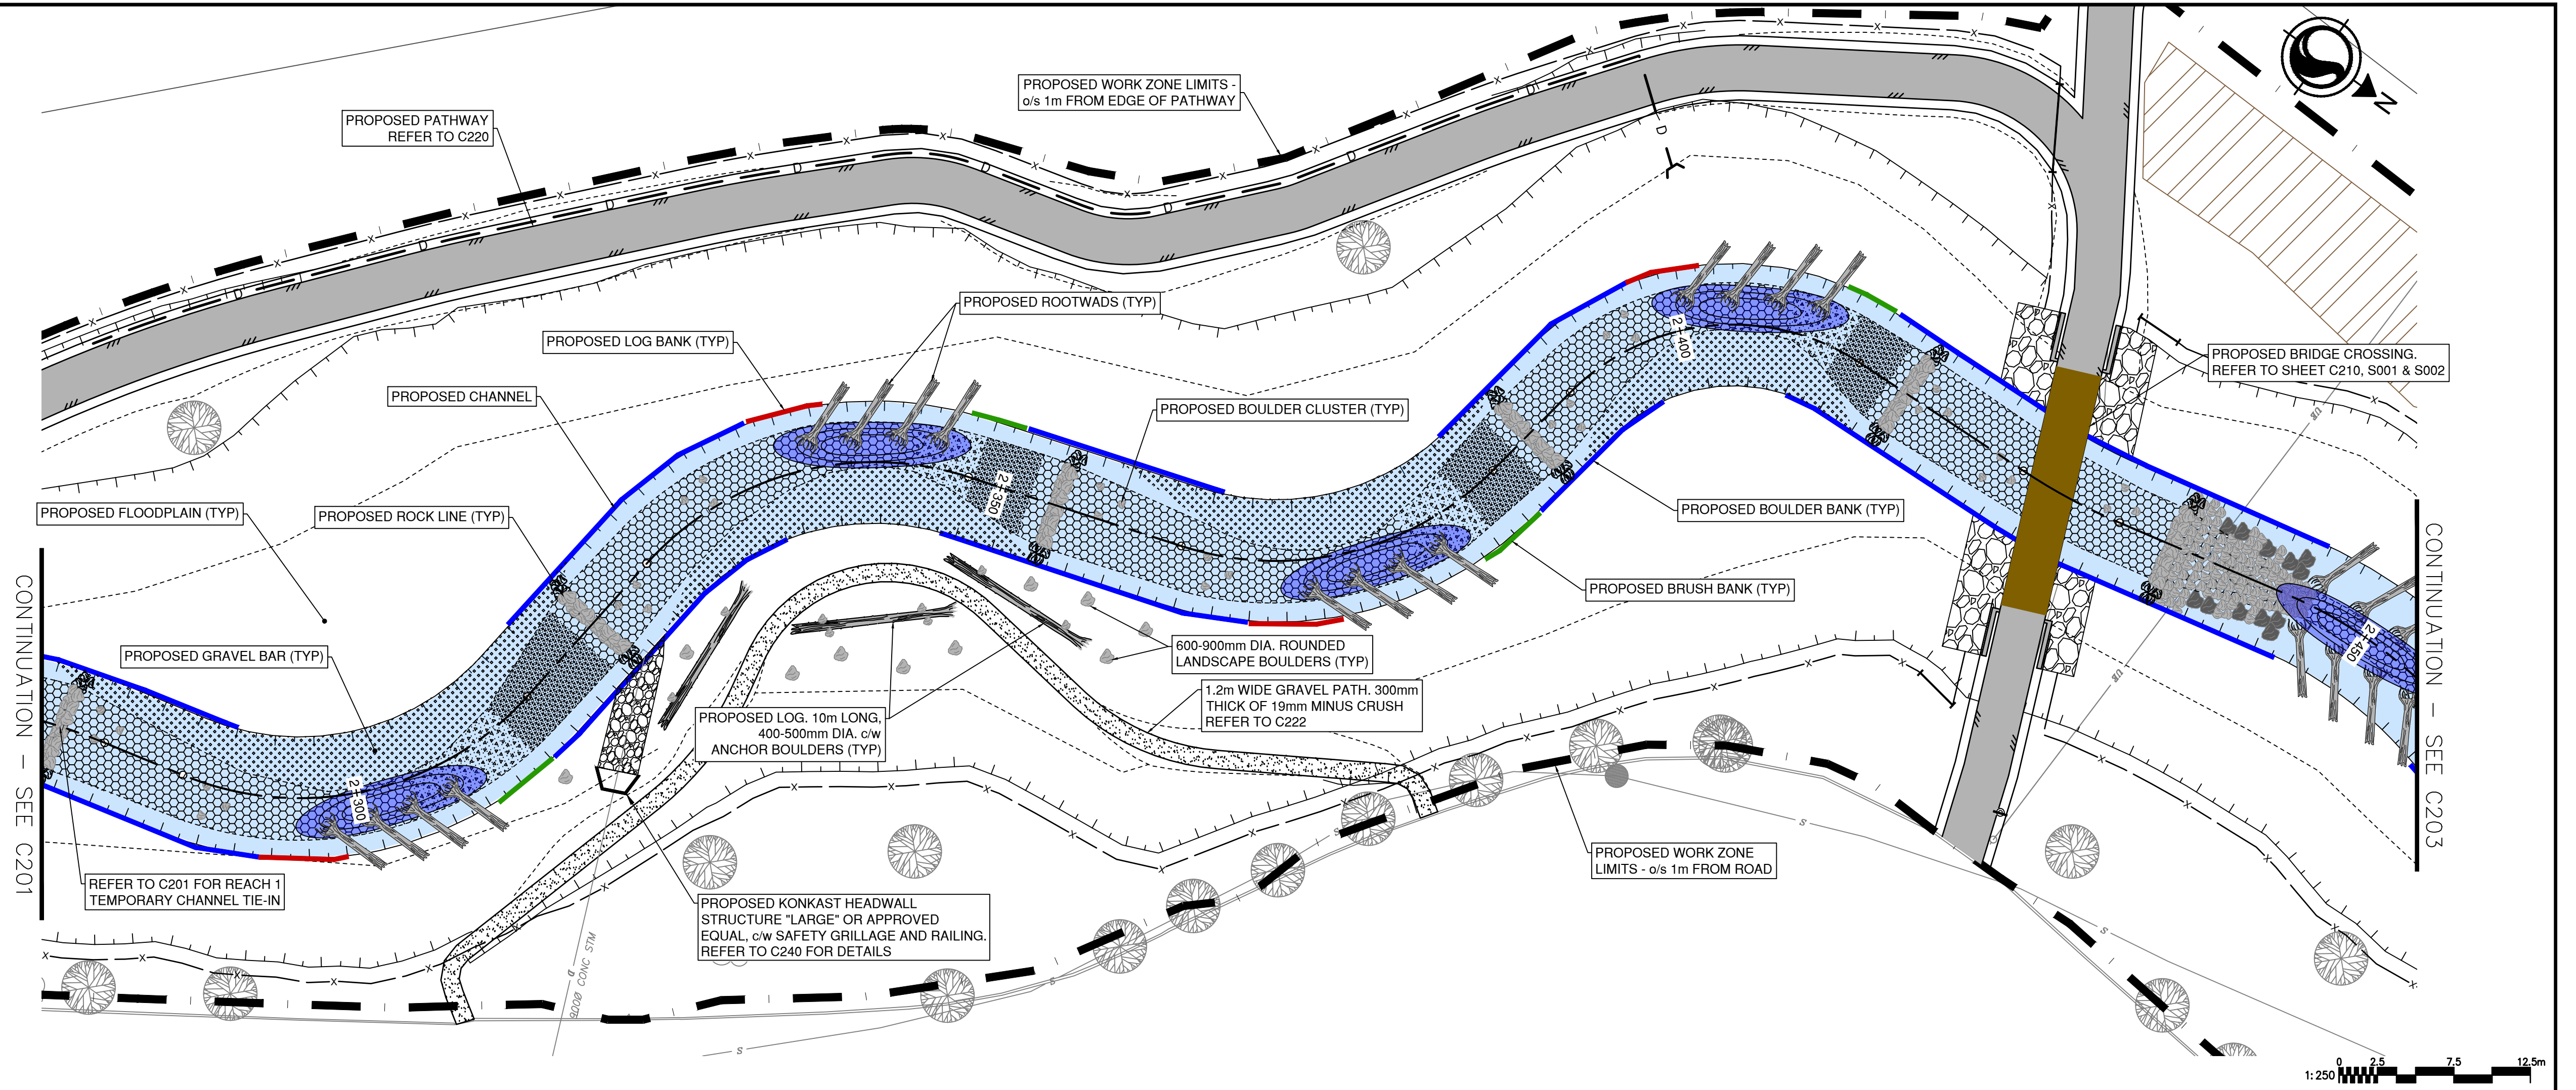 PROPOSED WORK ZONE LIMITS -
o/s 1m FROM EDGE OF PATHWAY
N
PROPOSED PATHWAY
REFER TO C220
D
PROPOSED ROOTWADS (TYP)
PROPOSED LOG BANK (TYP)
2+400
PROPOSED BRIDGE CROSSING.
REFER TO SHEET C210, S001 & S002
PROPOSED CHANNEL
PROPOSED BOULDER CLUSTER (TYP)
2+350
PROPOSED FLOODPLAIN (TYP)
PROPOSED ROCK LINE (TYP)
PROPOSED BOULDER BANK (TYP)
PROPOSED BRUSH BANK (TYP)
CONTINUATION - SEE C201
CONTINUATION - SEE C203
2+450
PROPOSED GRAVEL BAR (TYP)
600-900mm DIA. ROUNDED
LANDSCAPE BOULDERS (TYP)
1.2m WIDE GRAVEL PATH. 300mm
THICK OF 19mm MINUS CRUSH
REFER TO C222
PROPOSED LOG. 10m LONG,
400-500mm DIA. c/w
ANCHOR BOULDERS (TYP)
2+300
REFER TO C201 FOR REACH 1
TEMPORARY CHANNEL TIE-IN
PROPOSED WORK ZONE
LIMITS - o/s 1m FROM ROAD
PROPOSED KONKAST HEADWALL
STRUCTURE "LARGE" OR APPROVED
EQUAL, c/w SAFETY GRILLAGE AND RAILING.
REFER TO C240 FOR DETAILS
CONC STM
1:250
0 2.5 7.5 12.5m